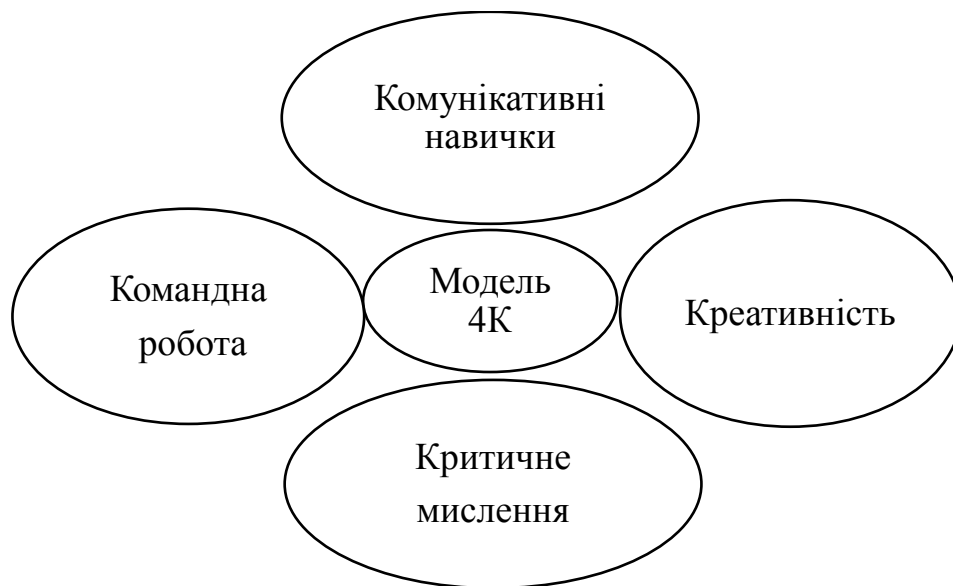 Комунікативні
навички
Командна
робота
Модель
4К
Креативність
Критичне
мислення